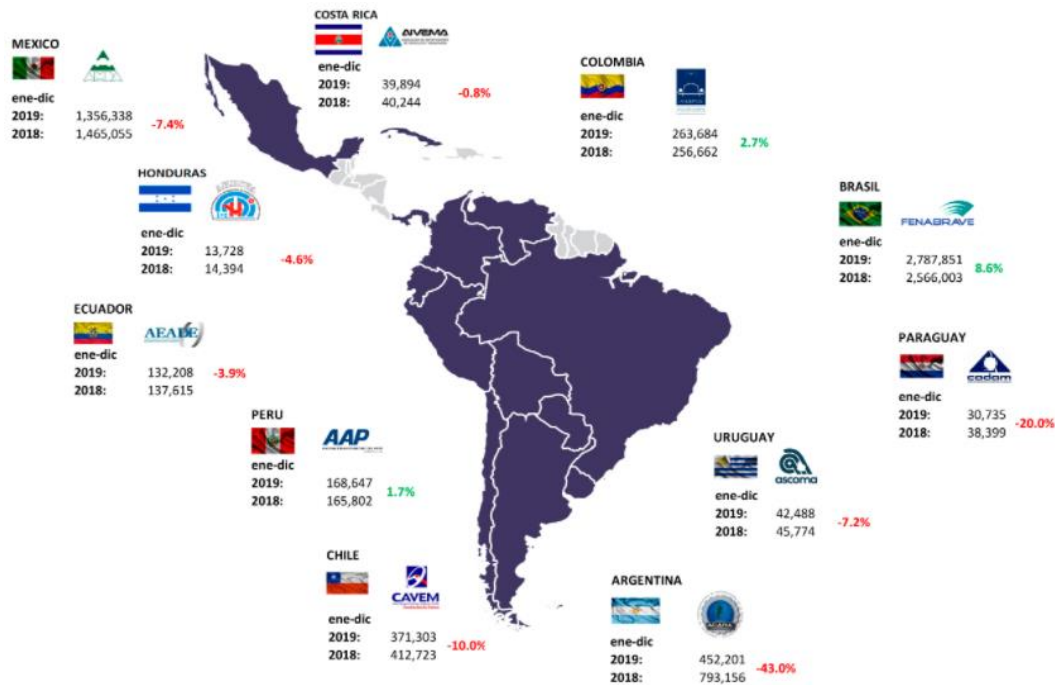 COSTA RICA
AIVEMA
ene-dic
2019: 39,894
2018: 40,244
-0.8%
MEXICO
ene-dic
2019: 1,356,338
2018: 1,465,055
-7.4%
COLOMBIA
ene-dic
2019: 263,684
2018: 256,662
2.7%
HONDURAS
ene-dic
2019: 13,728
2018: 14,394
-4.6%
BRASIL
FENABRAVE
ene-dic
2019: 2,787,851
2018: 2,566,003
8.6%
ECUADOR
AEADE
ene-dic
2019: 132,208
2018: 137,615
-3.9%
PARAGUAY
cadam
ene-dic
2019: 30,735
2018: 38,399
-20.0%
PERU
AAP
ene-dic
2019: 168,647
2018: 165,802
1.7%
URUGUAY
ascoma
ene-dic
2019: 42,488
2018: 45,774
-7.2%
CHILE
CAVEM
ene-dic
2019: 371,303
2018: 412,723
-10.0%
ARGENTINA
ene-dic
2019: 452,201
2018: 793,156
-43.0%